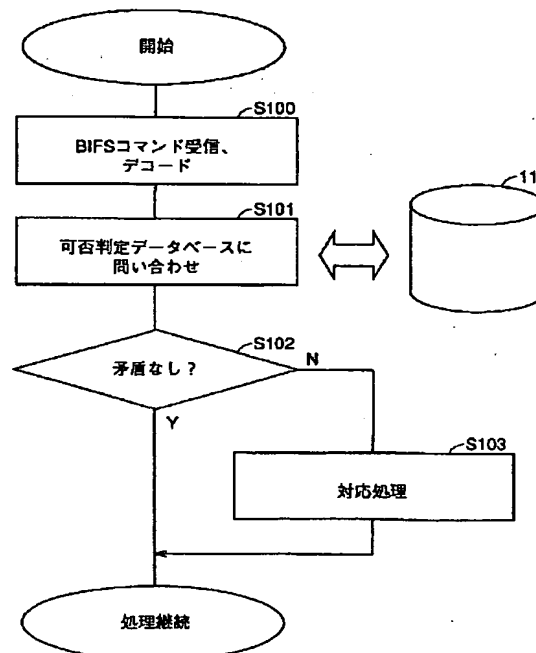 開始
S100
BIFSコマンド受信、
デコード
S101
11
可否判定データベースに
問い合わせ
S102
矛盾なし?
N
Y
S103
対応処理
処理継続